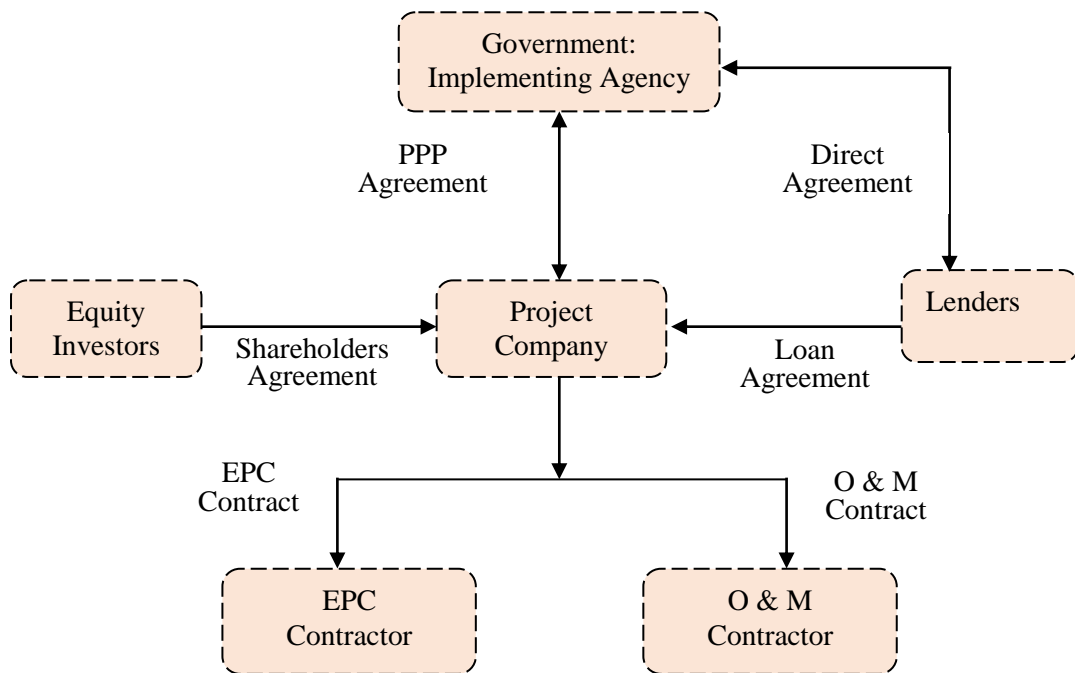 Government:
Implementing Agency
PPP
Agreement
Direct
Agreement
Equity
Investors
Shareholders
Agreement
Project
Company
Loan
Agreement
Lenders
EPC
Contract
O & M
Contract
EPC
Contractor
O & M
Contractor